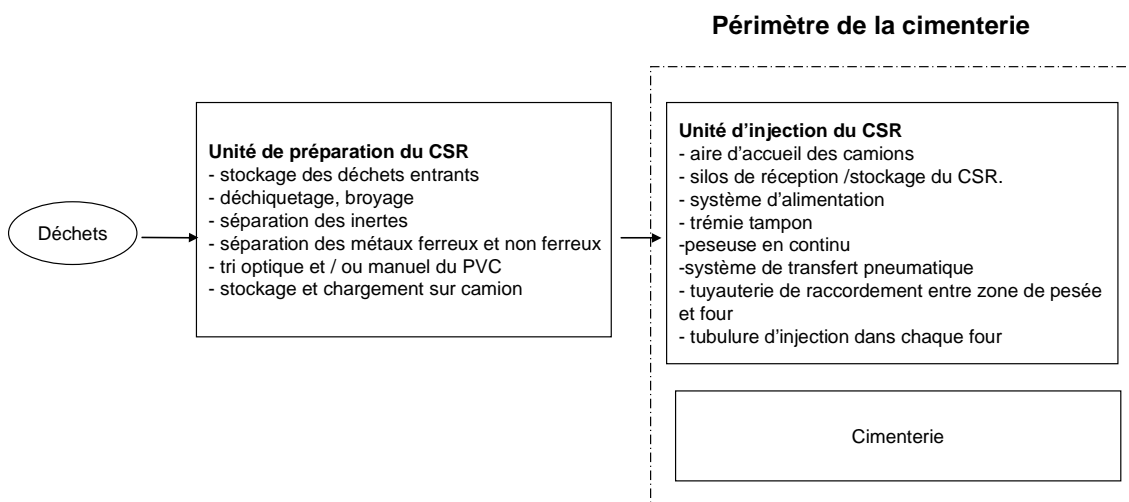 Périmètre de la cimenterie
Déchets
Unité de préparation du CSR
- stockage des déchets entrants
- déchiquetage, broyage
- séparation des inertes
- séparation des métaux ferreux et non ferreux
- tri optique et / ou manuel du PVC
- stockage et chargement sur camion
Unité d'injection du CSR
- aire d'accueil des camions
- silos de réception /stockage du CSR.
- système d'alimentation
- trémie tampon
-peseuse en continu
-système de transfert pneumatique
- tuyauterie de raccordement entre zone de pesée
et four
- tubulure d'injection dans chaque four
Cimenterie